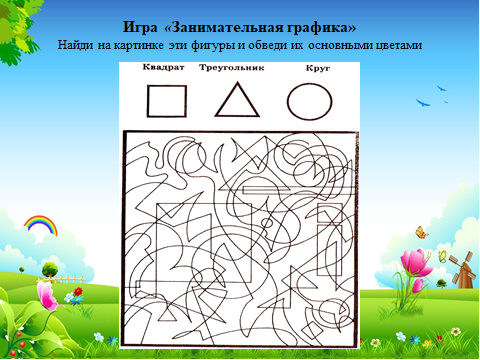 Игра «Занимательная графика»
Найди на картинке эти фигуры и обведи их основными цветами
Квадрат Треугольник Круг